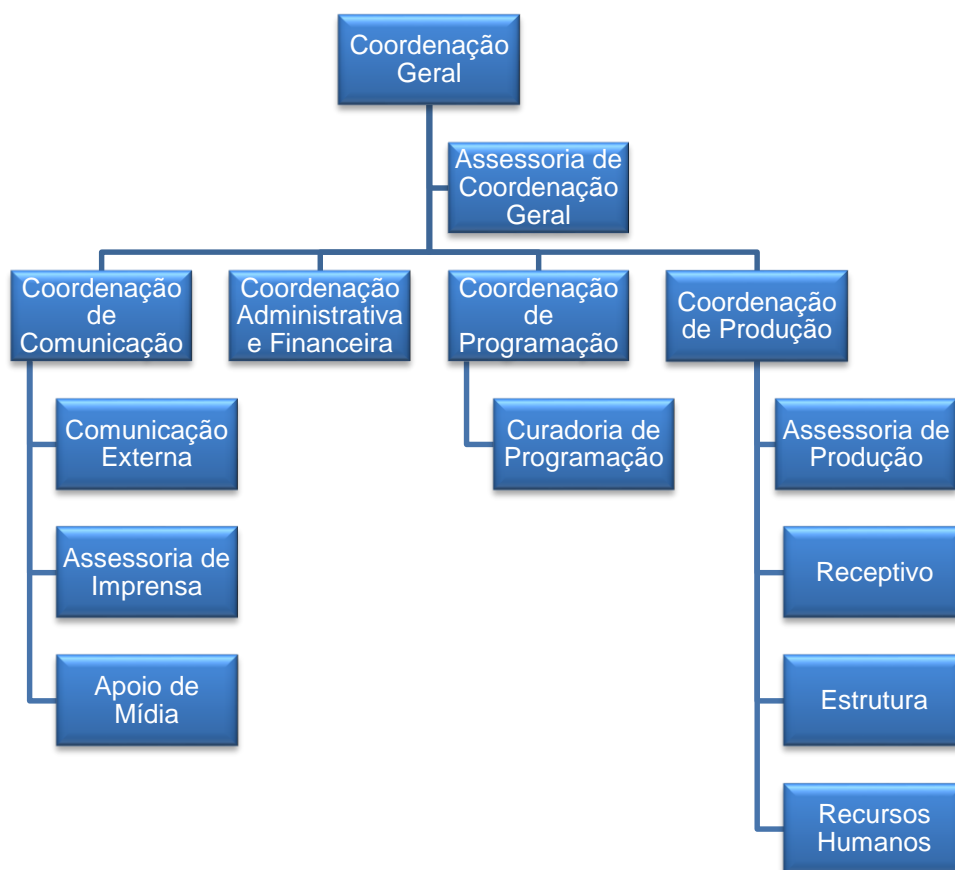 Coordenação
Geral
Assessoria de
Coordenação
Geral
Coordenação
de
Comunicação
Coordenação
Administrativa
e Financeira
Coordenação
de
Programação
Coordenação
de Produção
Comunicação
Externa
Curadoria de
Programação
Assessoria de
Produção
Assessoria de
Imprensa
Receptivo
Apoio de
Mídia
Estrutura
Recursos
Humanos